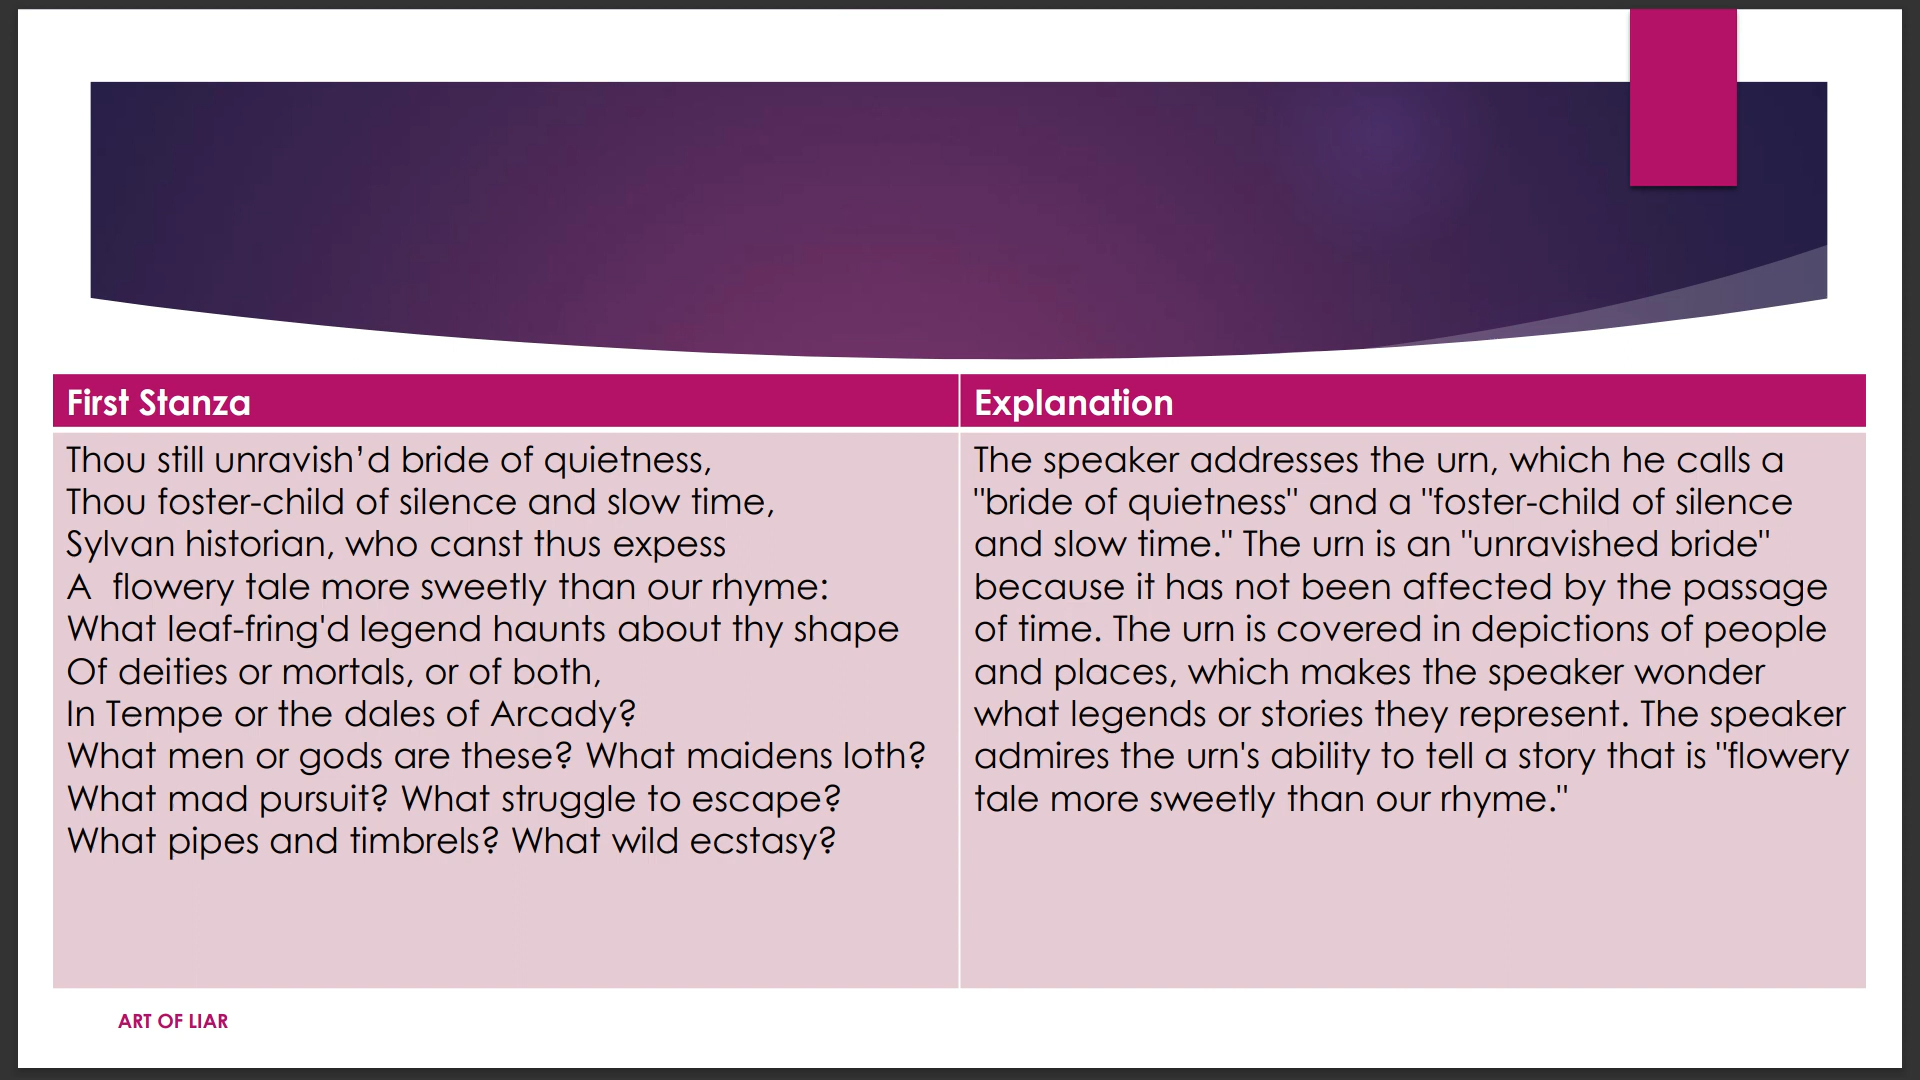 First Stanza
Thou still unravish’d bride of quietness,
Thou foster-child of silence and slow time,
Sylvan historian, who canst thus expess
A  flowery tale more sweetly than our rhyme:
What leaf-fring'd legend haunts about thy shape
Of deities or mortals, or of both,
In Tempe or the dales of Arcady?
What men or gods are these? What maidens loth?
What mad pursuit? What struggle to escape?
What pipes and timbrels? What wild ecstasy?
Explanation
The speaker addresses the urn, which he calls a
"bride of quietness" and a "foster-child of silence
and slow time." The urn is an "unravished bride"
because it has not been affected by the passage
of time. The urn is covered in depictions of people
and places, which makes the speaker wonder
what legends or stories they represent. The speaker
admires the urn's ability to tell a story that is "flowery
tale more sweetly than our rhyme."
ART OF LIAR